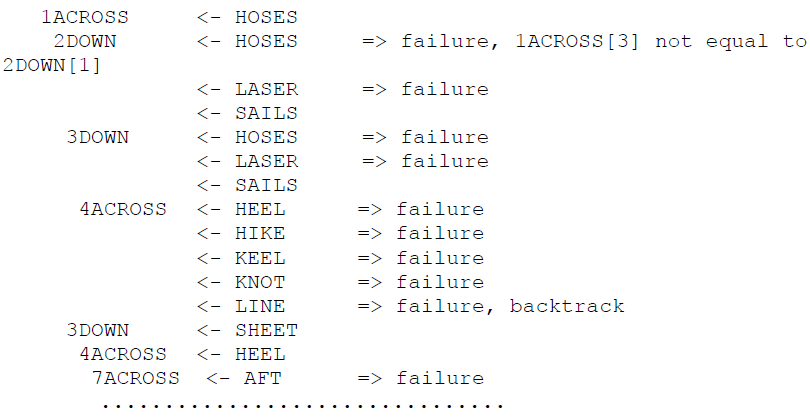 1ACROSS <- HOSES
2DOWN <- HOSES => failure, 1ACROSS[3] not equal to
2DOWN[1]
<- LASER => failure
<- SAILS
3DOWN <- HOSES => failure
<- LASER => failure
<- SAILS
4ACROSS <- HEEL => failure
<- HIKE => failure
<- KEEL => failure
<- KNOT => failure
<- LINE => failure, backtrack
3DOWN <- SHEET
4ACROSS <- HEEL
7ACROSS <- AFT => failure
................................